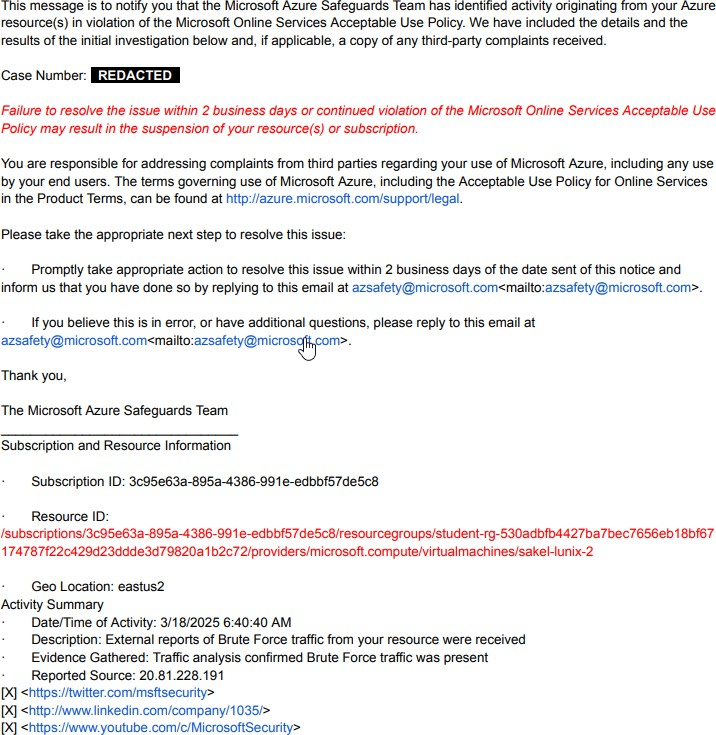 This message is to notify you that the Microsoft Azure Safeguards Team has identified activity originating from your Azure
resource(s) in violation of the Microsoft Online Services Acceptable Use Policy. We have included the details and the
results of the initial investigation below and, if applicable, a copy of any third-party complaints received.
Case Number: REDACTED
Failure to resolve the issue within 2 business days or continued violation of the Microsoft Online Services Acceptable Use
Policy may result in the suspension of your resource(s) or subscription.
You are responsible for addressing complaints from third parties regarding your use of Microsoft Azure, including any use
by your end users. The terms governing use of Microsoft Azure, including the Acceptable Use Policy for Online Services
in the Product Terms, can be found at http://azure.microsoft.com/support/legal.
Please take the appropriate next step to resolve this issue:
· Promptly take appropriate action to resolve this issue within 2 business days of the date sent of this notice and
inform us that you have done so by replying to this email at azsafety@microsoft.com<mailto:azsafety@microsoft.com>.
· If you believe this is in error, or have additional questions, please reply to this email at
azsafety@microsoft.com<mailto:azsafety@microsoft.com>.
Thank you,
The Microsoft Azure Safeguards Team
________________________________
Subscription and Resource Information
· Subscription ID: 3c95e63a-895a-4386-991e-edbbf57de5c8
· Resource ID:
/subscriptions/3c95e63a-895a-4386-991e-edbbf57de5c8/resourcegroups/student-rg-530adbfb4427ba7bec7656eb18bf67
174787f22c429d23ddde3d79820a1b2c72/providers/microsoft.compute/virtualmachines/sakel-lunix-2
· Geo Location: eastus2
Activity Summary
· Date/Time of Activity: 3/18/2025 6:40:40 AM
· Description: External reports of Brute Force traffic from your resource were received
· Evidence Gathered: Traffic analysis confirmed Brute Force traffic was present
· Reported Source: 20.81.228.191
[X] <https://twitter.com/msftsecurity>
[X] <http://www.linkedin.com/company/1035/>
[X] <https://www.youtube.com/c/MicrosoftSecurity>